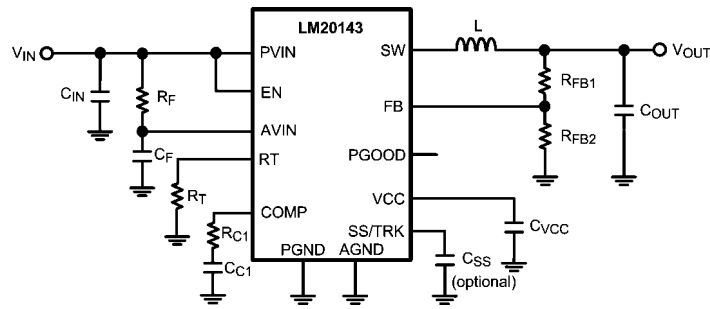 LM20143
VIN
PVIN
SW
L
VOUT
CIN
RF
EN
FB
RFB1
COUT
AVIN
RFB2
CF
RT
PGOOD
RT
VCC
COMP
RC1
SS/TRK
CVCC
PGND
AGND
CC1
CSS
(optional)